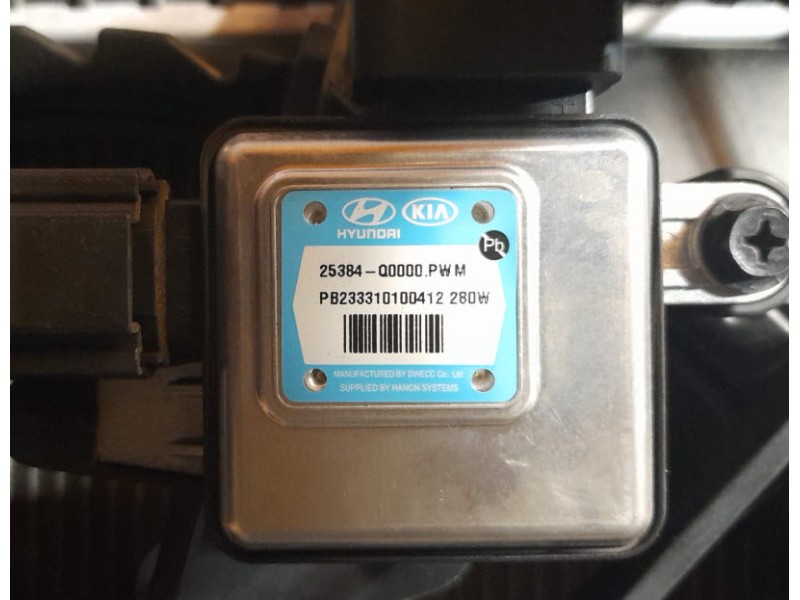 HYUNDAI KIA
Pb
25384-Q0000.PWM
PB233310100412 280W
MANUFACTURED BY DWECC Co., Ltd
SUPPLIED BY HANON SYSTEMS